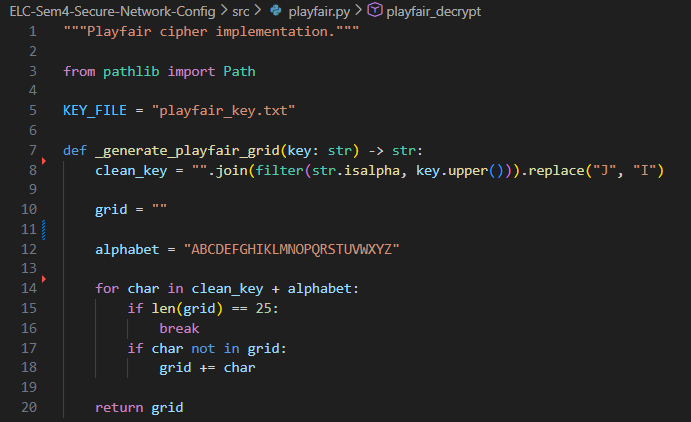 ELC-Sem4-Secure-Network-Config > src > playfair.py > playfair_decrypt
1 """Playfair cipher implementation."""
2
3 from pathlib import Path
4
5 KEY_FILE = "playfair_key.txt"
6
7 def _generate_playfair_grid(key: str) -> str:
8     clean_key = "".join(filter(str.isalpha, key.upper())).replace("J", "I")
9
10     grid = ""
11
12     alphabet = "ABCDEFGHIKLMNOPQRSTUVWXYZ"
13
14     for char in clean_key + alphabet:
15         if len(grid) == 25:
16             break
17         if char not in grid:
18             grid += char
19
20     return grid